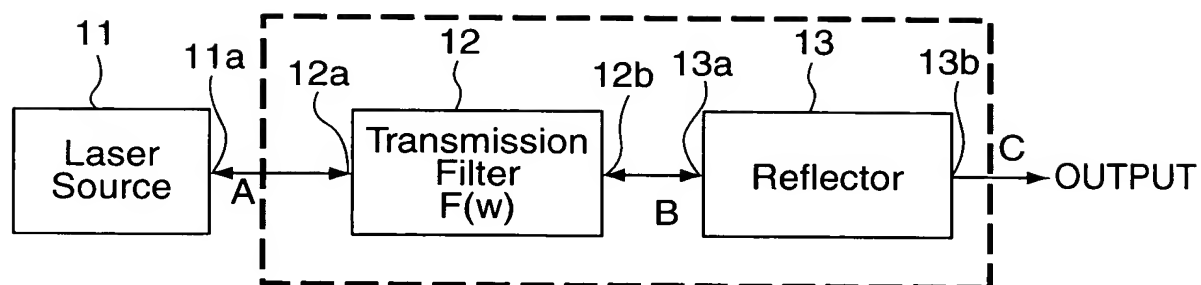 11
11a
12a
12
12b
13a
13
13b
Laser
Source
A
Transmission
Filter
F(w)
B
Reflector
C
OUTPUT